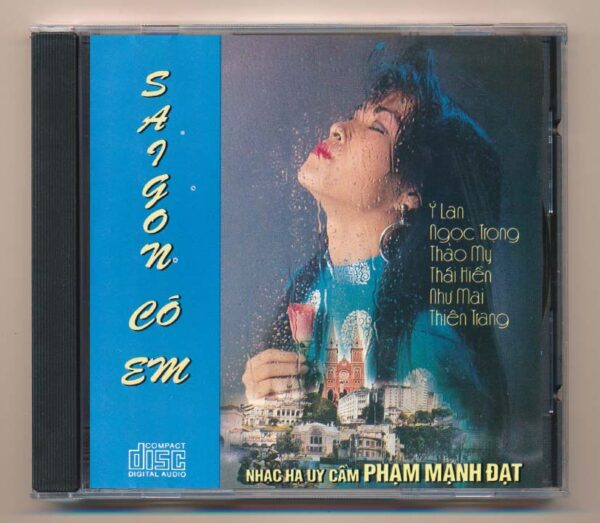 SAIGON
CÓ
EM
Ý Lan
Ngọc Trọng
Thảo My
Thái Hiền
Như Mai
Thiên Trang
COMPACT
disc
DIGITAL AUDIO
NHẠC HẠ UY CẦM PHẠM MẠNH ĐẠT